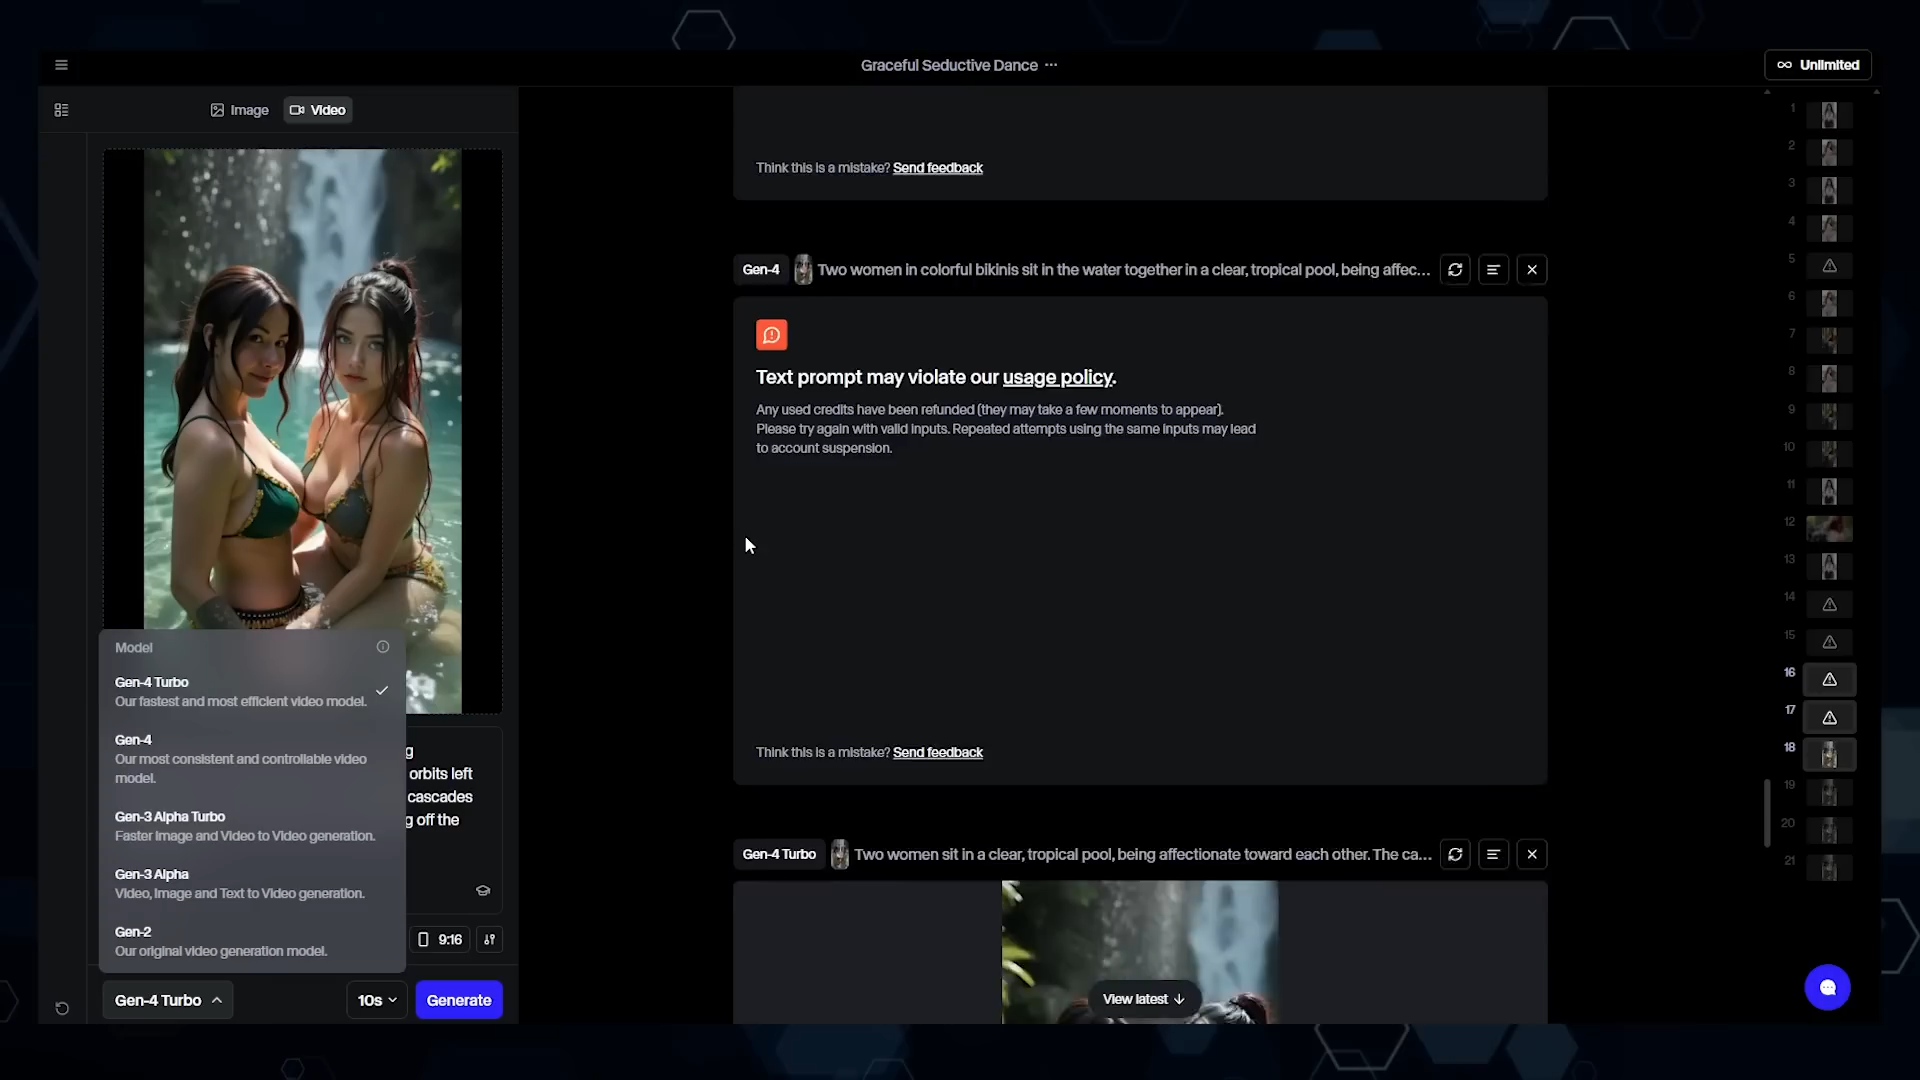 Graceful Seductive Dance ...
Unlimited
Image
Video
Model
Gen-4 Turbo
Our fastest and most efficient video model.
Gen-4
Our most consistent and controllable video
model.
Gen-3 Alpha Turbo
Faster Image and Video to Video generation.
Gen-3 Alpha
Video, Image and Text to Video generation.
Gen-2
Our original video generation model.
g
orbits left
cascades
g off the
9:16
Gen-4 Turbo
10s
Generate
Think this is a mistake? Send feedback
Gen-4
Two women in colorful bikinis sit in the water together in a clear, tropical pool, being affec...
Text prompt may violate our usage policy.
Any used credits have been refunded (they may take a few moments to appear).
Please try again with valid inputs. Repeated attempts using the same inputs may lead
to account suspension.
Think this is a mistake? Send feedback
Gen-4 Turbo
Two women sit in a clear, tropical pool, being affectionate toward each other. The ca...
View latest
1
2
3
4
5
6
7
8
9
10
11
12
13
14
15
16
17
18
19
20
21